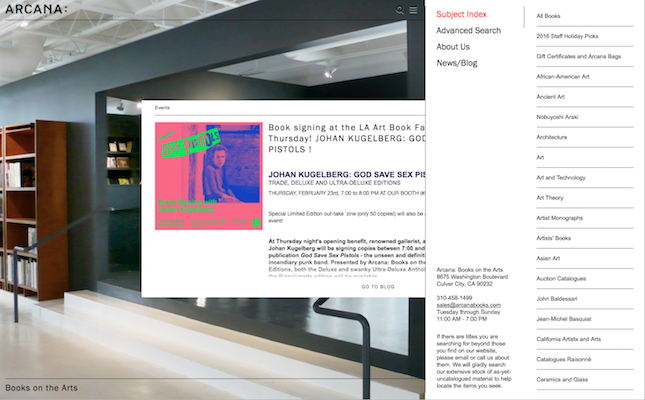 ARCANA:
Books on the Arts
Events
Book signing at the LA Art Book Fa
Thursday! JOHAN KUGELBERG: GOD
PISTOLS !
JOHAN KUGELBERG: GOD SAVE SEX PIS
TRADE, DELUXE AND ULTRA-DELUXE EDITIONS
THURSDAY, FEBRUARY 23rd, 7:00 to 8:00 PM AT OUR BOOTH (#
Special Limited Edition out-take 'zine (only 50 copies!) will also be
event!
At Thursday night's opening benefit, renowned gallerist, a
Johan Kugelberg will be signing copies between 7:00 and
publication God Save Sex Pistols - the unseen and definit
incendiary punk band. Presented by Arcana: Books on the
Editions, both the Deluxe and swanky Ultra-Deluxe Anthol
GO TO BLOG
SEX PISTOLS
Book Signing with
Johan Kugelberg
Subject Index
Advanced Search
About Us
News/Blog
Arcana: Books on the Arts
8675 Washington Boulevard
Culver City, CA 90232
310-458-1499
sales@arcanabooks.com
Tuesday through Sunday
11:00 AM - 7:00 PM
If there are titles you are
searching for beyond those
you find on our website,
please email or call us about
them. We will gladly search
our extensive stock of as-yet-
uncatalogued material to help
locate the items you seek.
All Books
2016 Staff Holiday Picks
Gift Certificates and Arcana Bags
African-American Art
Ancient Art
Nobuyoshi Araki
Architecture
Art
Art and Technology
Art Theory
Artist Monographs
Artists' Books
Asian Art
Auction Catalogues
John Baldessari
Jean-Michel Basquiat
California Artists and Arts
Catalogues Raisonné
Ceramics and Glass